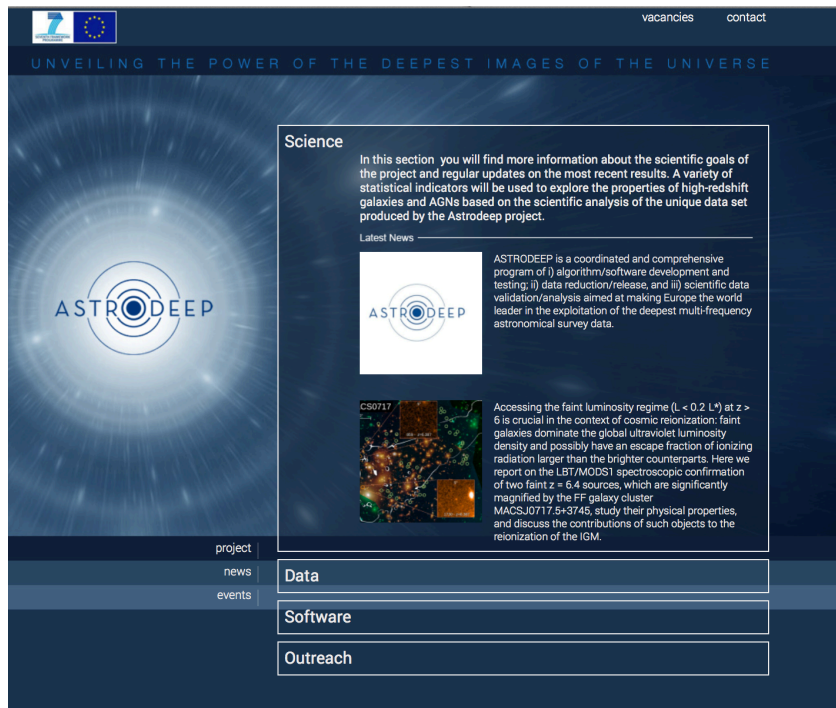 vacancies contact
UNVEILING THE POWER OF THE DEEPEST IMAGES OF THE UNIVERSE
Science
In this section you will find more information about the scientific goals of
the project and regular updates on the most recent results. A variety of
statistical indicators will be used to explore the properties of high-redshift
galaxies and AGNs based on the scientific analysis of the unique data set
produced by the Astrodeep project.
Latest News
ASTRODEEP
ASTRODEEP is a coordinated and comprehensive
program of i) algorithm/software development and
testing; ii) data reduction/release, and iii) scientific data
validation/analysis aimed at making Europe the world
leader in the exploitation of the deepest multi-frequency
astronomical survey data.
ASTRODEEP
CS0717
Accessing the faint luminosity regime (L < 0.2 L*) at z >
6 is crucial in the context of cosmic reionization: faint
galaxies dominate the global ultraviolet luminosity
density and possibly have an escape fraction of ionizing
radiation larger than the brighter counterparts. Here we
report on the LBT/MODS1 spectroscopic confirmation
of two faint z = 6.4 sources, which are significantly
magnified by the FF galaxy cluster
MACSJ0717.5+3745, study their physical properties,
and discuss the contributions of such objects to the
reionization of the IGM.
project
news
events
Data
Software
Outreach